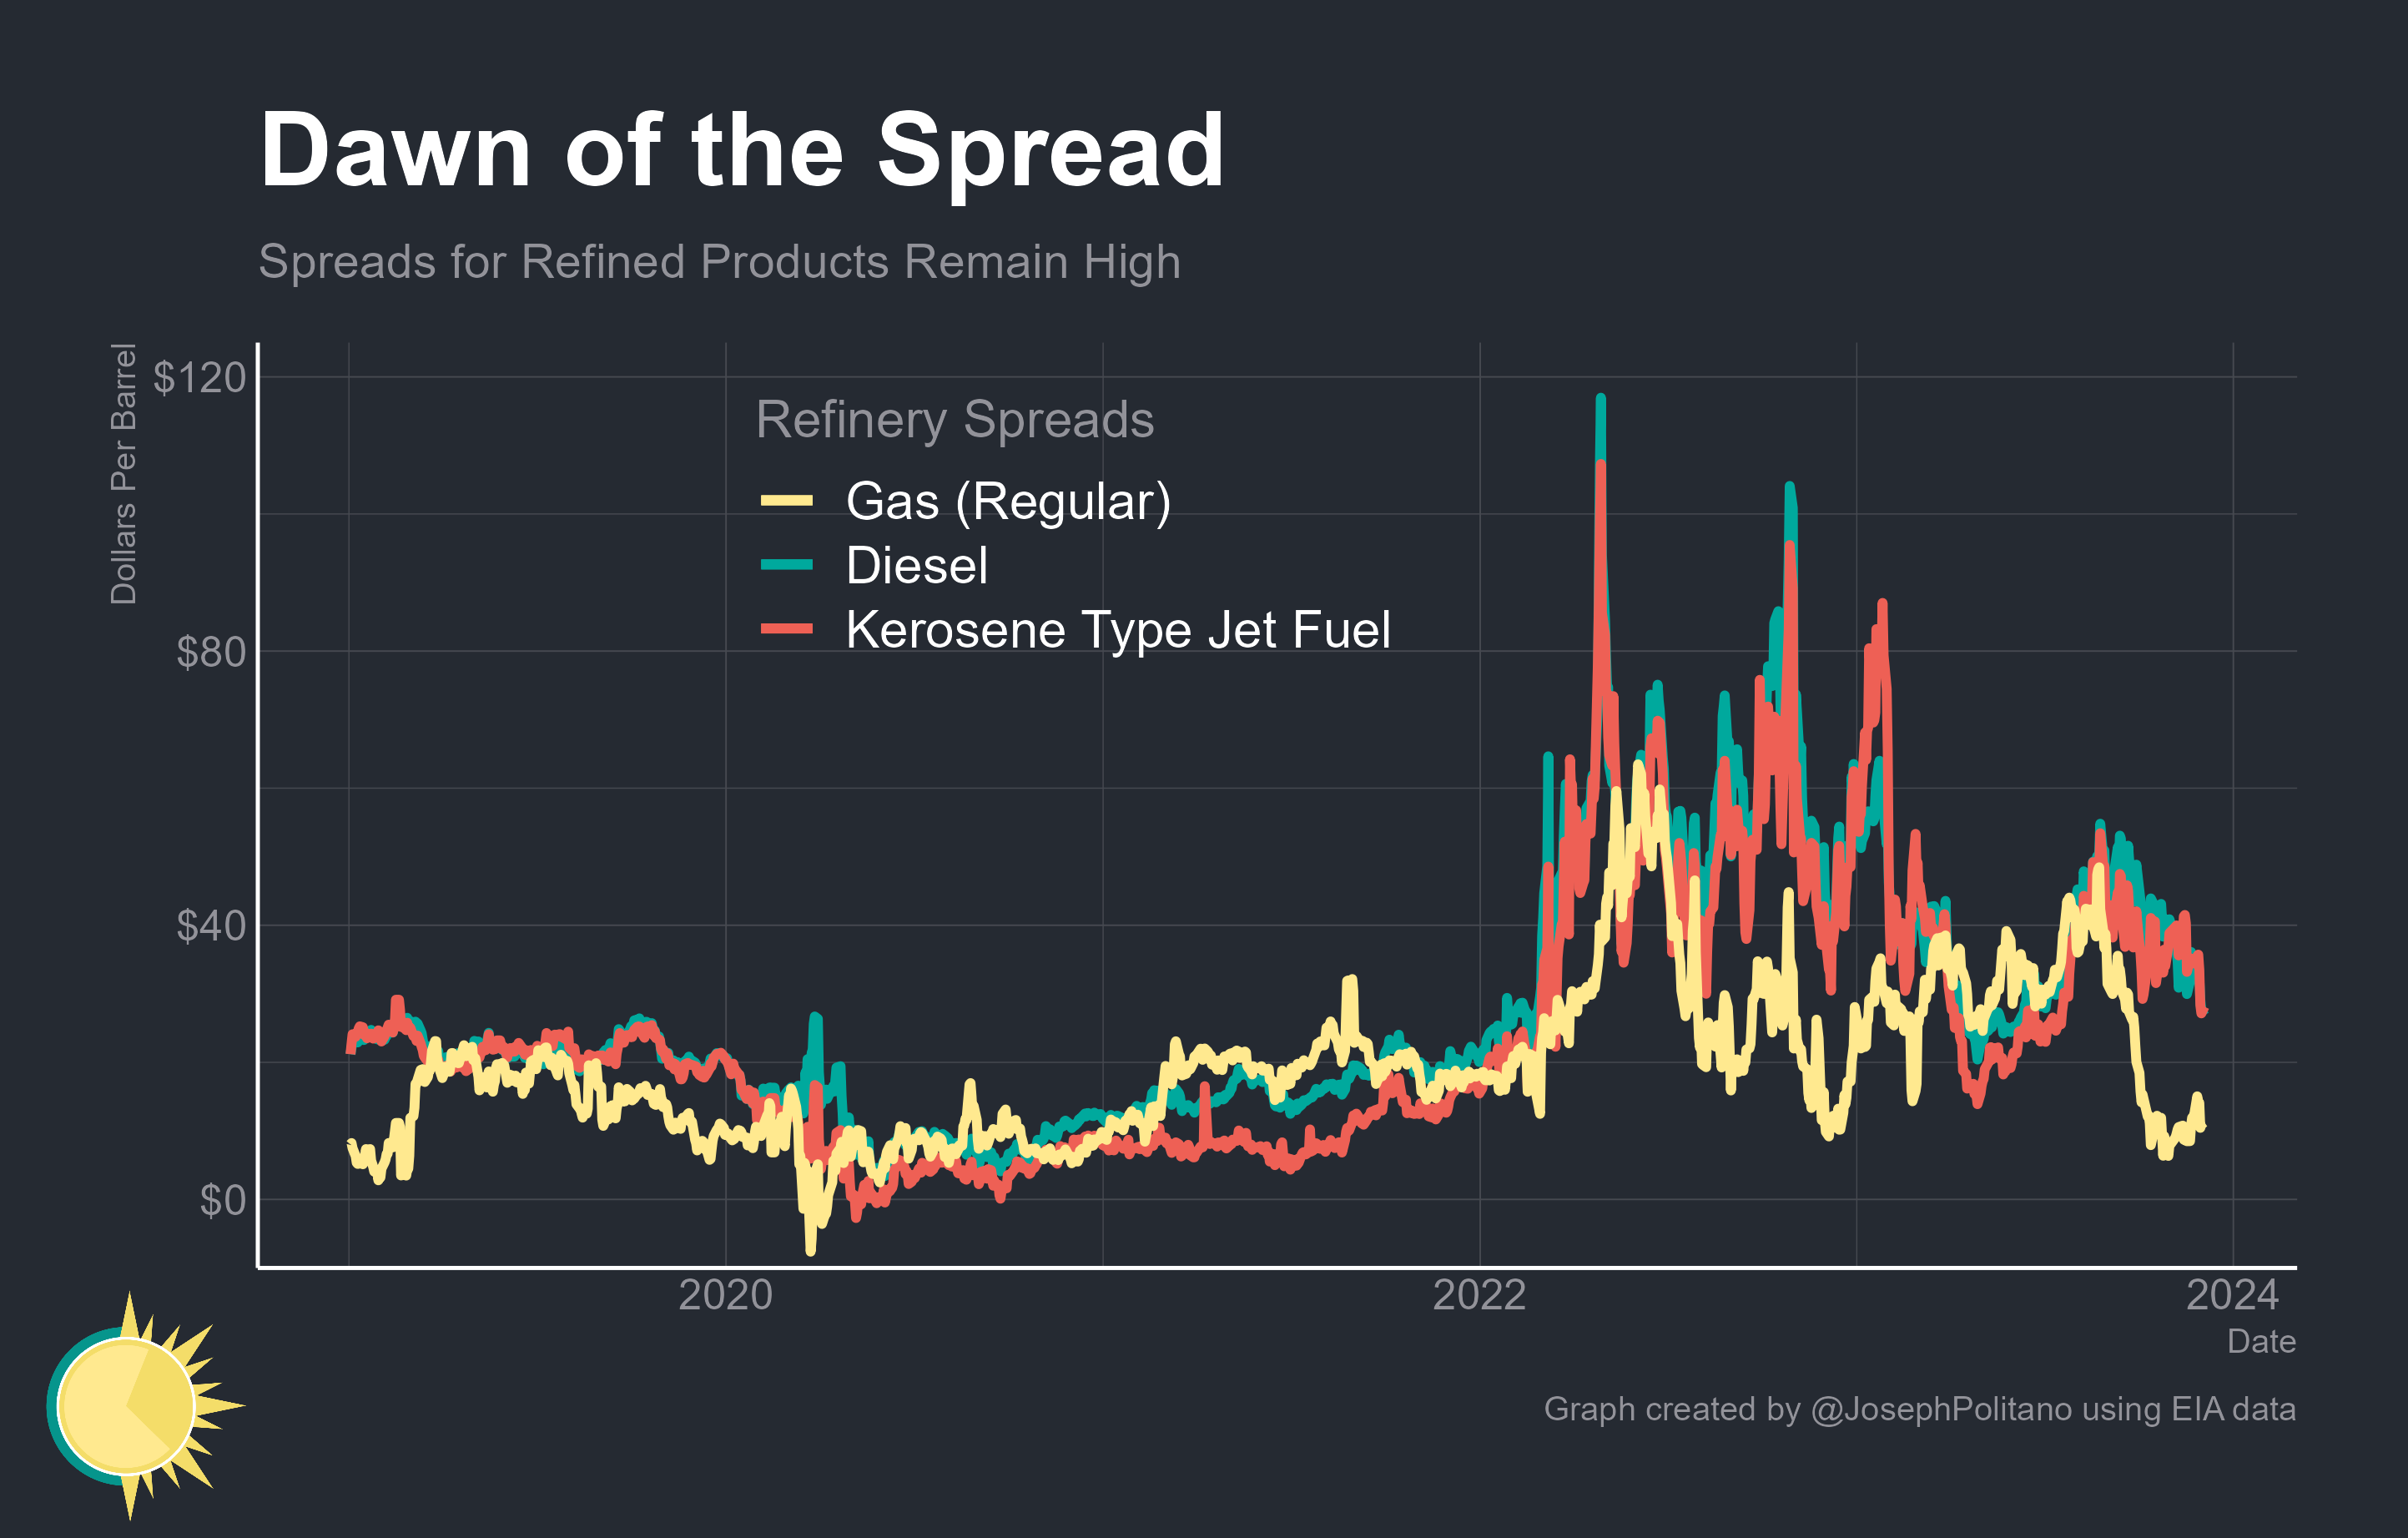 Dawn of the Spread
Spreads for Refined Products Remain High
Dollars Per Barrel
$120
$80
$40
$0
Refinery Spreads
Gas (Regular)
Diesel
Kerosene Type Jet Fuel
2020
2022
2024
Date
Graph created by @JosephPolitano using EIA data